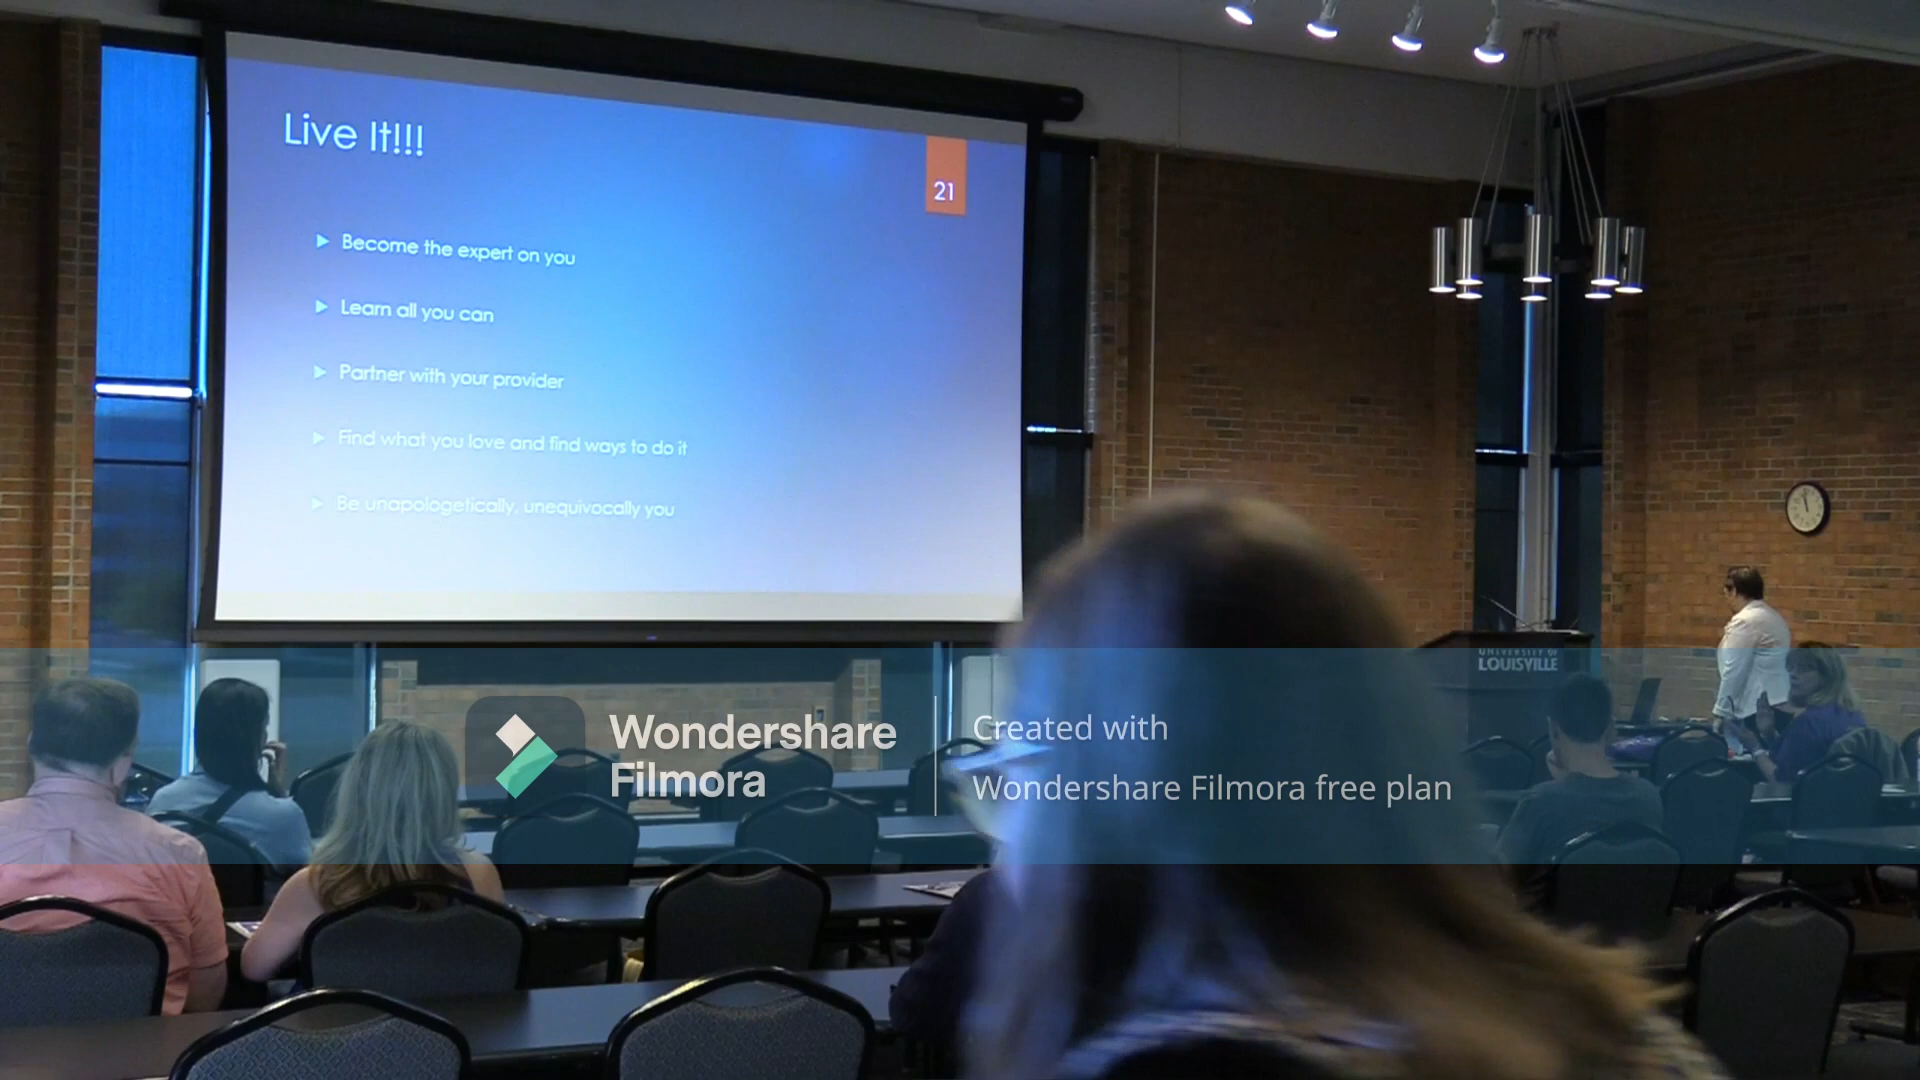 Live It!!!
21
Become the expert on you
Learn all you can
Partner with your provider
Find what you love and find ways to do it
Be unapologetically, unequivocally you
UNIVERSITY OF
LOUISVILLE
Wondershare
Filmora
Created with
Wondershare Filmora free plan